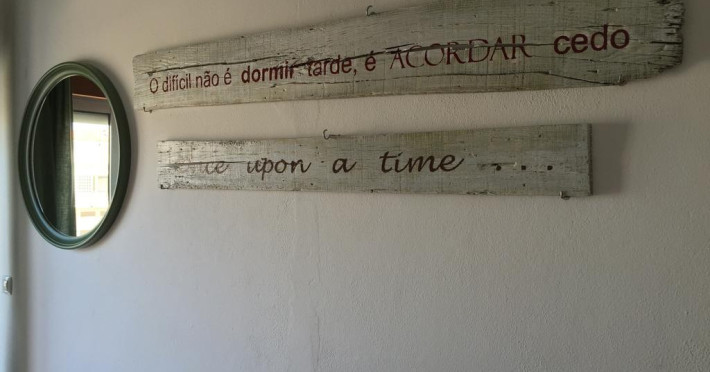 O difícil não é dormir tarde, é ACORDAR cedo
upon a time ....